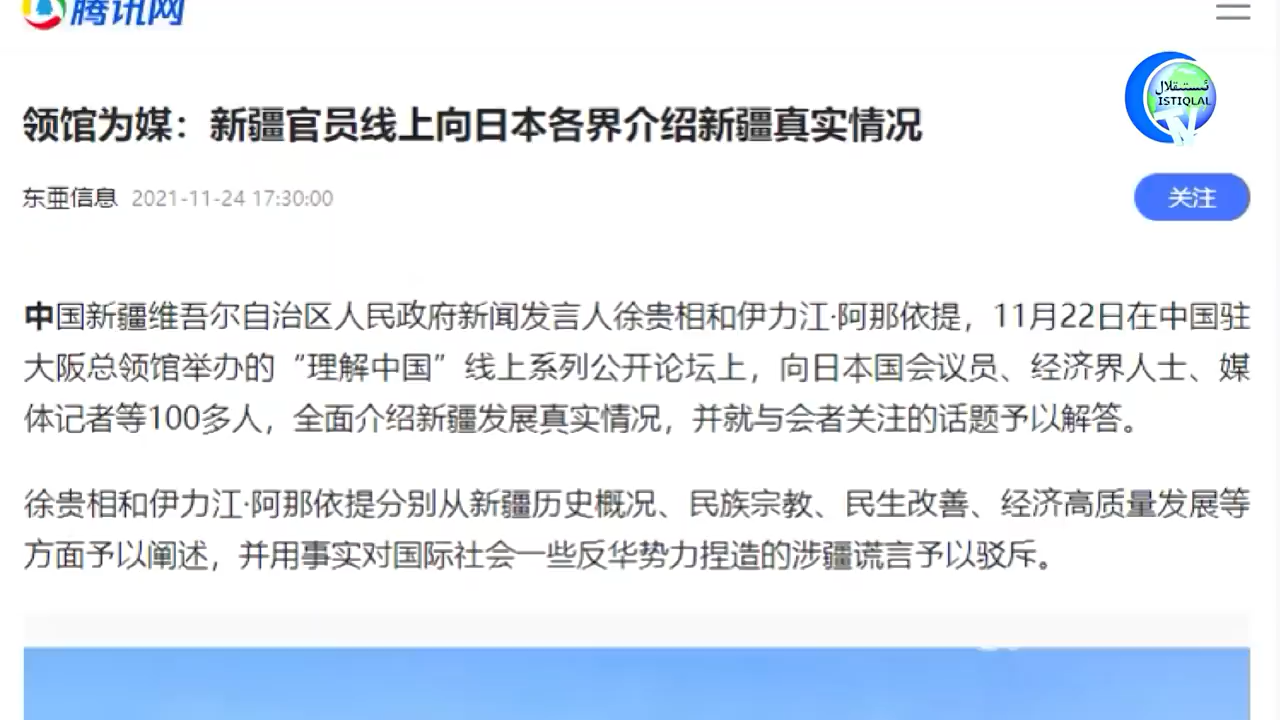 腾讯网
ئىستىقلال
ISTIQLAL
TV
领馆为媒：新疆官员线上向日本各界介绍新疆真实情况
东亜信息 2021-11-24 17:30:00
关注
中国新疆维吾尔自治区人民政府新闻发言人徐贵相和伊力江·阿那依提，11月22日在中国驻
大阪总领馆举办的“理解中国”线上系列公开论坛上，向日本国会议员、经济界人士、媒
体记者等100多人，全面介绍新疆发展真实情况，并就与会者关注的话题予以解答。
徐贵相和伊力江·阿那依提分别从新疆历史概况、民族宗教、民生改善、经济高质量发展等
方面予以阐述，并用事实对国际社会一些反华势力捏造的涉疆谎言予以驳斥。